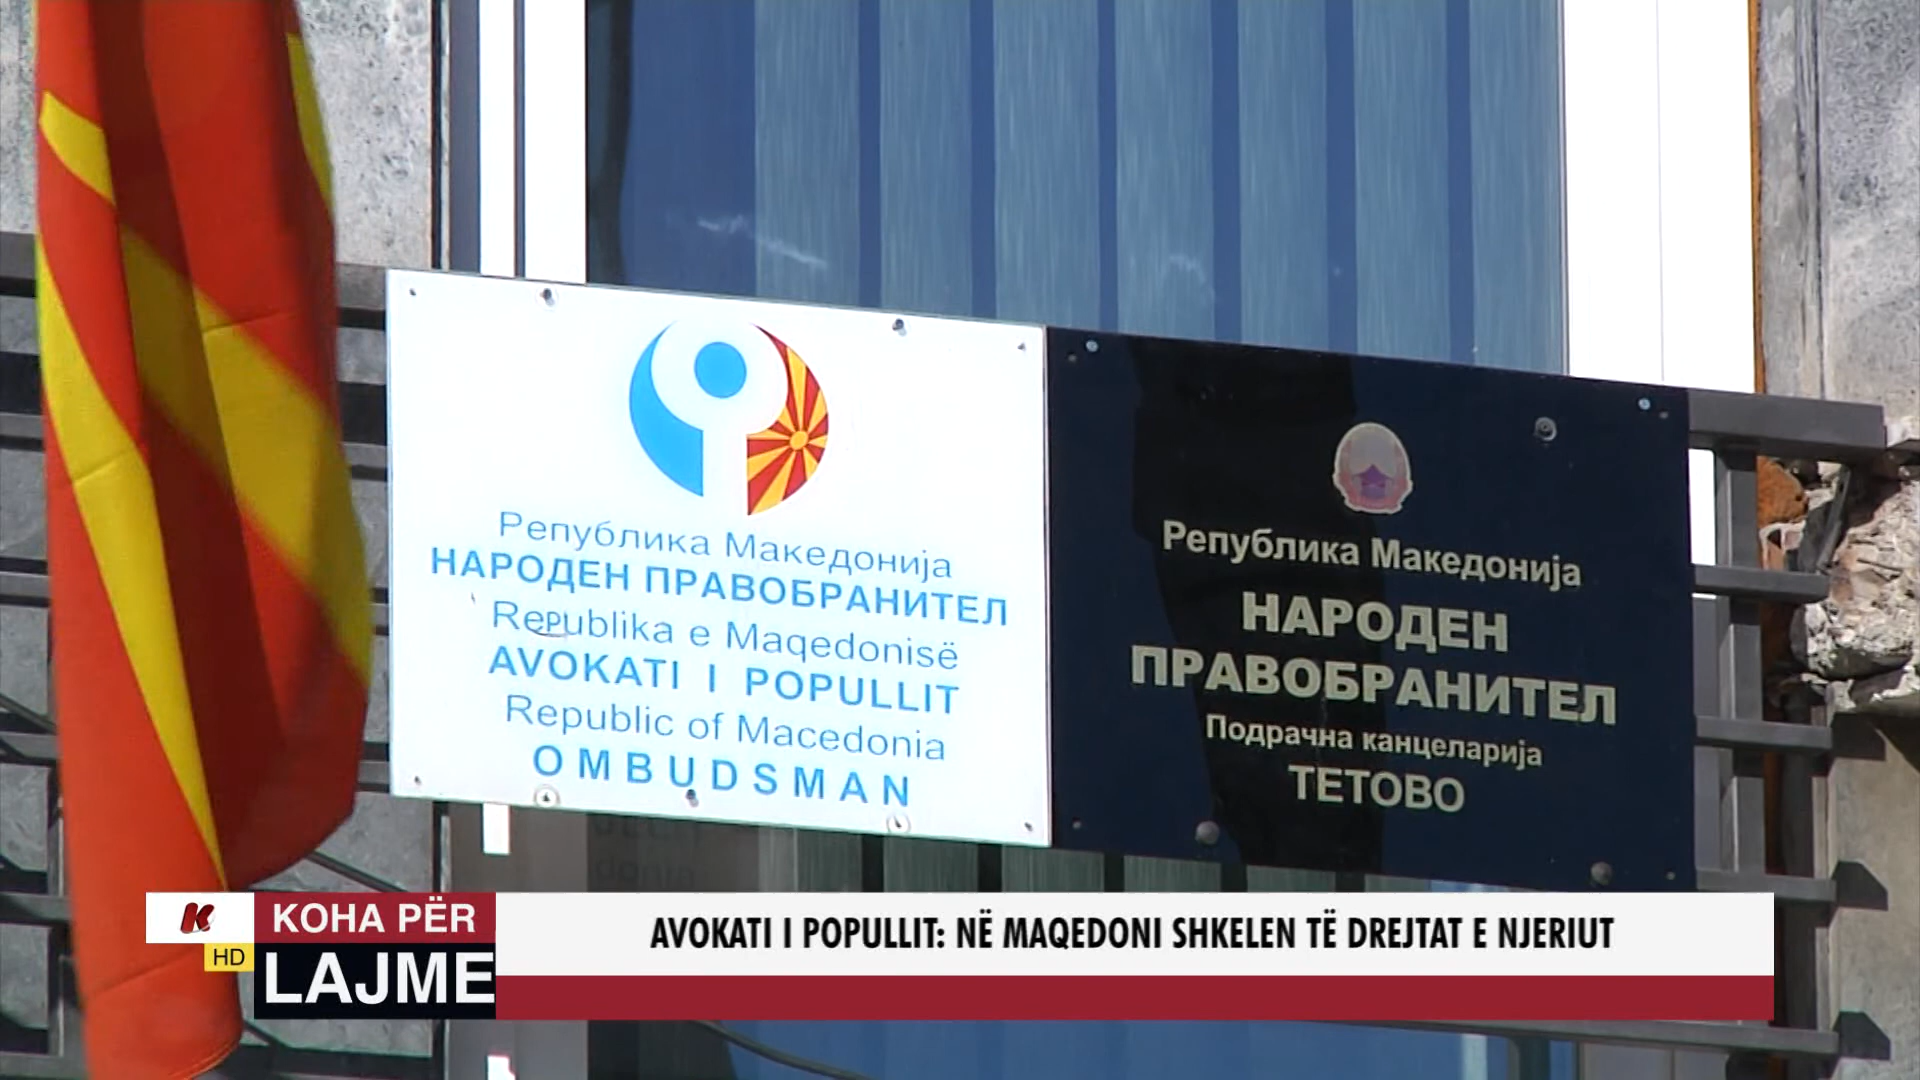 Република Македонија
НАРОДЕН ПРАВОБРАНИТЕЛ
Republika e Maqedonisë
AVOKATI I POPULLIT
Republic of Macedonia
OMBUDSMAN
Република Македонија
НАРОДЕН
ПРАВОБРАНИТЕЛ
Подрачна канцеларија
ТЕТОВО
K
HD
KOHA PËR
LAJME
AVOKATI I POPULLIT: NË MAQEDONI SHKELEN TË DREJTAT E NJERIUT